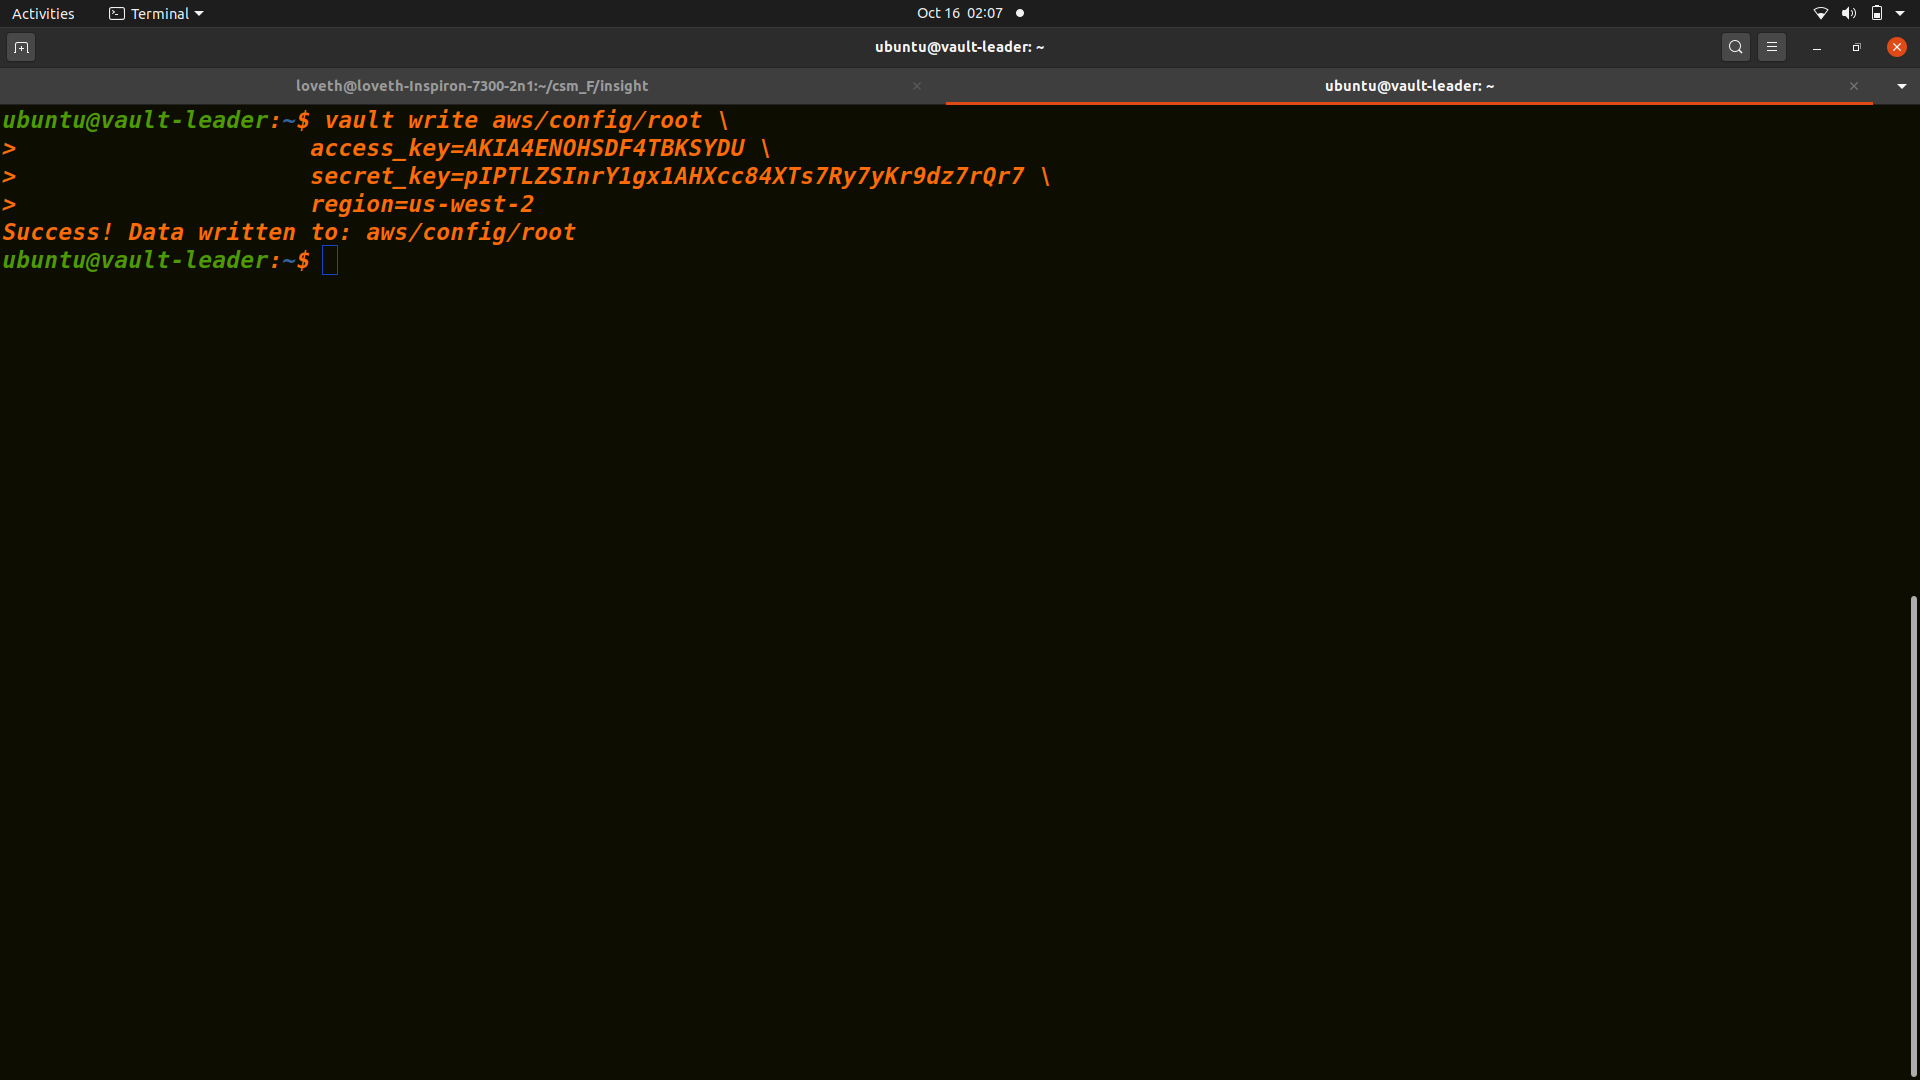 Activities Terminal Oct 16 02:07
ubuntu@vault-leader: ~
loveth@loveth-Inspiron-7300-2n1:~/csm_F/insight ubuntu@vault-leader: ~
ubuntu@vault-leader:~$ vault write aws/config/root \
> access_key=AKIA4ENOHSDF4TBKSYDU \
> secret_key=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 \
> region=us-west-2
Success! Data written to: aws/config/root
ubuntu@vault-leader:~$